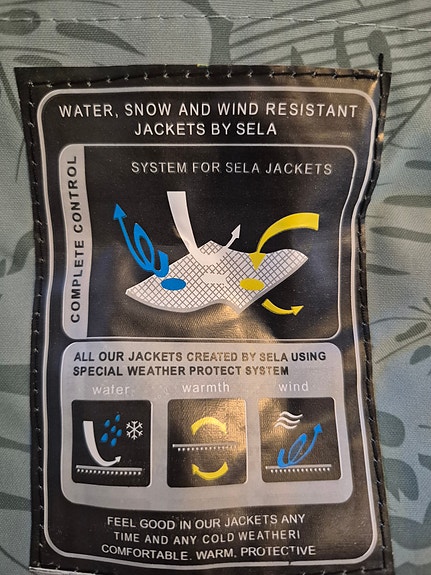 WATER, SNOW AND WIND RESISTANT
JACKETS BY SELA
COMPLETE CONTROL
SYSTEM FOR SELA JACKETS
ALL OUR JACKETS CREATED BY SELA USING
SPECIAL WEATHER PROTECT SYSTEM
water warmth wind
FEEL GOOD IN OUR JACKETS ANY
TIME AND ANY COLD WEATHER!
COMFORTABLE. WARM, PROTECTIVE